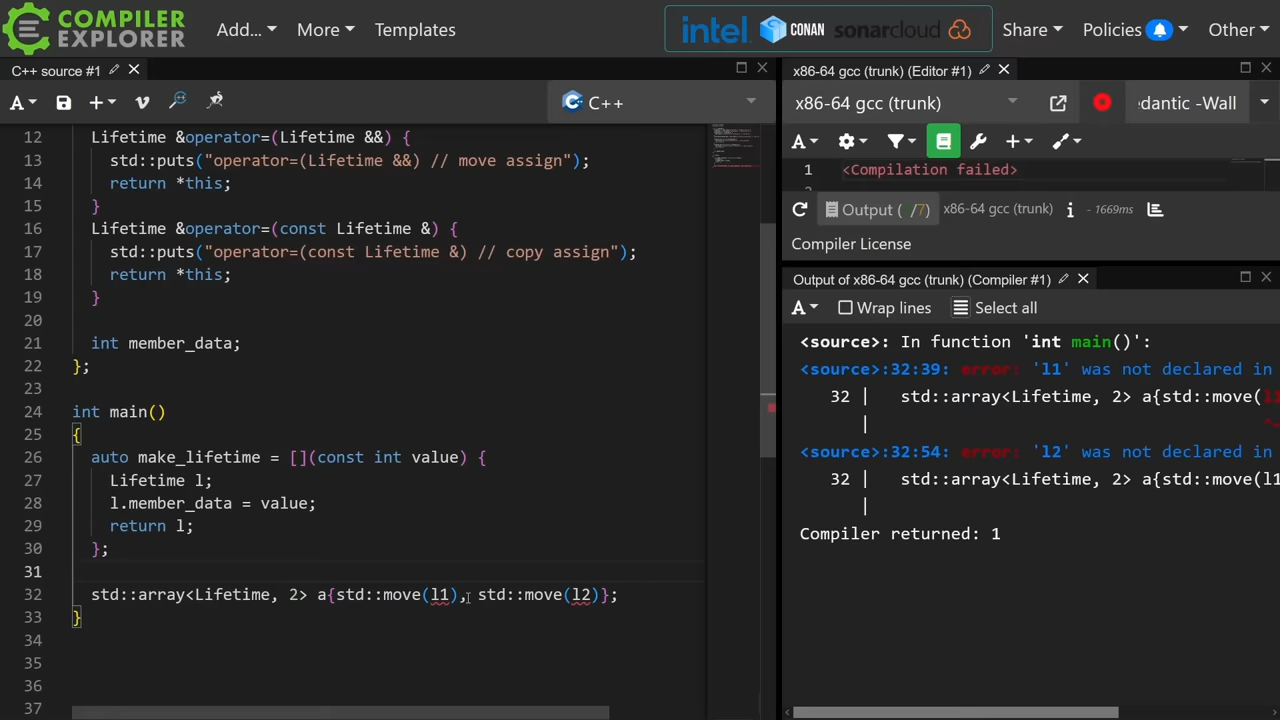 COMPILER EXPLORER
Add... More Templates
intel CONAN sonarcloud
Share Policies Other
C++ source #1
x86-64 gcc (trunk) (Editor #1)
A C++
x86-64 gcc (trunk)
edantic -Wall
12 Lifetime &operator=(Lifetime &&) {
13 std::puts("operator=(Lifetime &&) // move assign");
14 return *this;
15 }
16 Lifetime &operator=(const Lifetime &) {
17 std::puts("operator=(const Lifetime &) // copy assign");
18 return *this;
19 }
20
21 int member_data;
22 };
23
24 int main()
25 {
26 auto make_lifetime = [](const int value) {
27 Lifetime l;
28 l.member_data = value;
29 return l;
30 };
31
32 std::array<Lifetime, 2> a{std::move(l1), std::move(l2)};
33 }
34
35
36
37
A
1 <Compilation failed>
Output ( /7) x86-64 gcc (trunk) i - 1669ms
Compiler License
Output of x86-64 gcc (trunk) (Compiler #1)
A Wrap lines Select all
<source>: In function 'int main()':
<source>:32:39: error: 'l1' was not declared in
32 | std::array<Lifetime, 2> a{std::move(l1
|
<source>:32:54: error: 'l2' was not declared in
32 | std::array<Lifetime, 2> a{std::move(l1
|
Compiler returned: 1